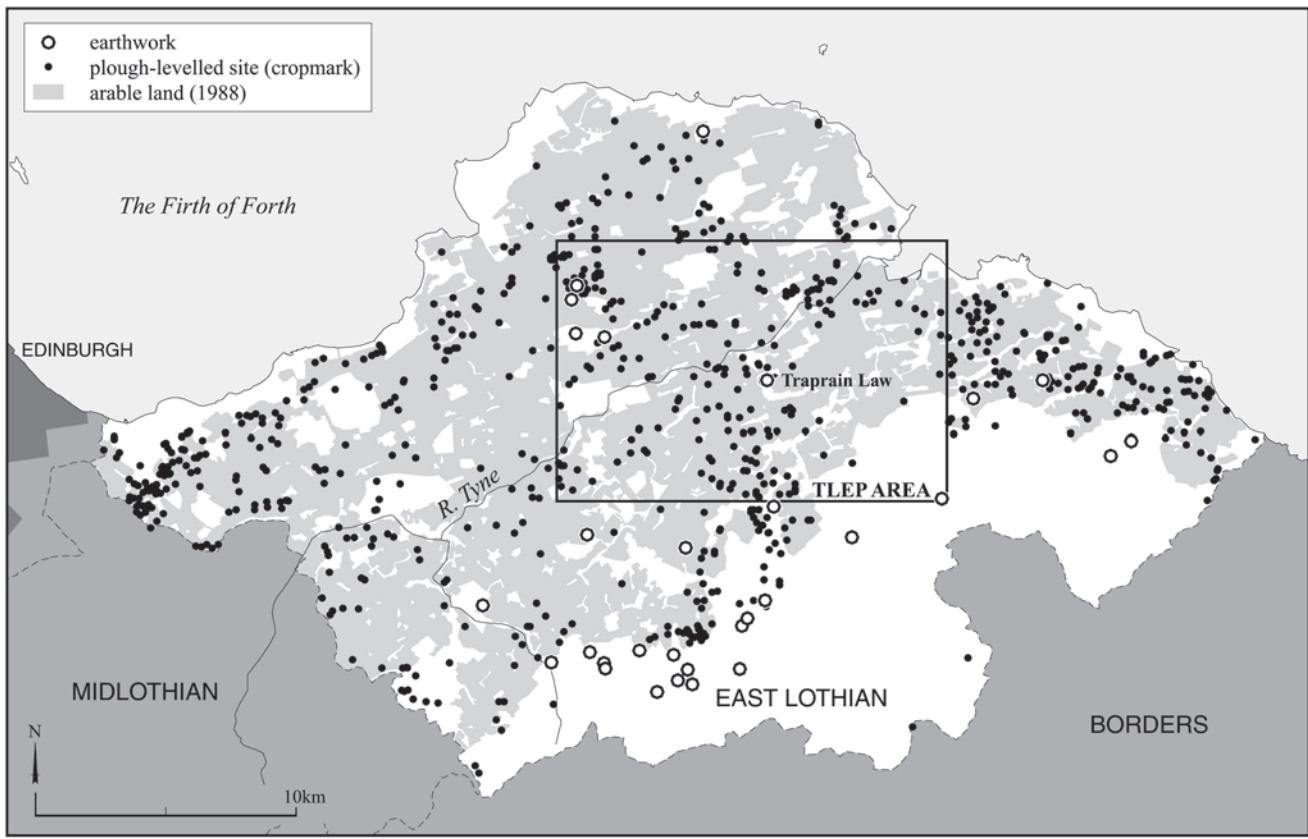 earthwork
plough-levelled site (cropmark)
arable land (1988)
The Firth of Forth
EDINBURGH
Traprain Law
R. Tyne
TLEP AREA
MIDLOTHIAN
EAST LOTHIAN
BORDERS
N
10km